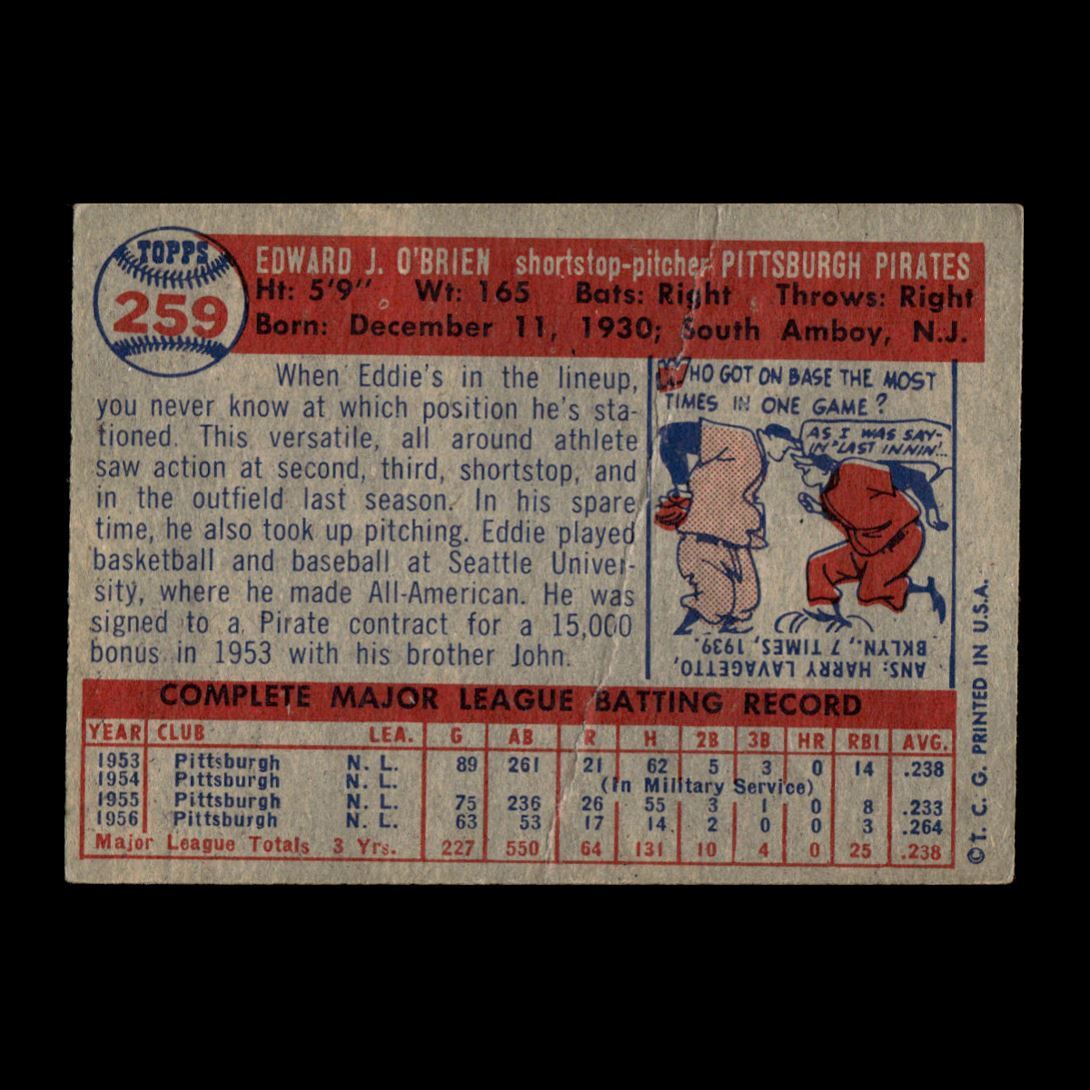 TOPPS
259
EDWARD J. O'BRIEN shortstop-pitcher PITTSBURGH PIRATES
Ht: 5'9" Wt: 165 Bats: Right Throws: Right
Born: December 11, 1930; South Amboy, N.J.
When Eddie's in the lineup,
you never know at which position he's sta-
tioned. This versatile, all around athlete
saw action at second, third, shortstop, and
in the outfield last season. In his spare
time, he also took up pitching. Eddie played
basketball and baseball at Seattle Univer-
sity, where he made All-American. He was
signed to a Pirate contract for a 15,000
bonus in 1953 with his brother John.
WHO GOT ON BASE THE MOST
TIMES IN ONE GAME?
AS I WAS SAY-
IN "LAST INNIN'...
ANS: HARRY LAVAGETTO,
BKLYN., 7 TIMES, 1939.
COMPLETE MAJOR LEAGUE BATTING RECORD
YEAR CLUB LEA. G AB R H 2B 3B HR RBI AVG.
1953 Pittsburgh N. L. 89 261 21 62 5 3 0 14 .238
1954 Pittsburgh N. L. (In Military Service)
1955 Pittsburgh N. L. 75 236 26 55 3 1 0 8 .233
1956 Pittsburgh N. L. 63 53 17 14 2 0 0 3 .264
Major League Totals 3 Yrs. 227 550 64 131 10 4 0 25 .238
© T. C. G. PRINTED IN U.S.A.